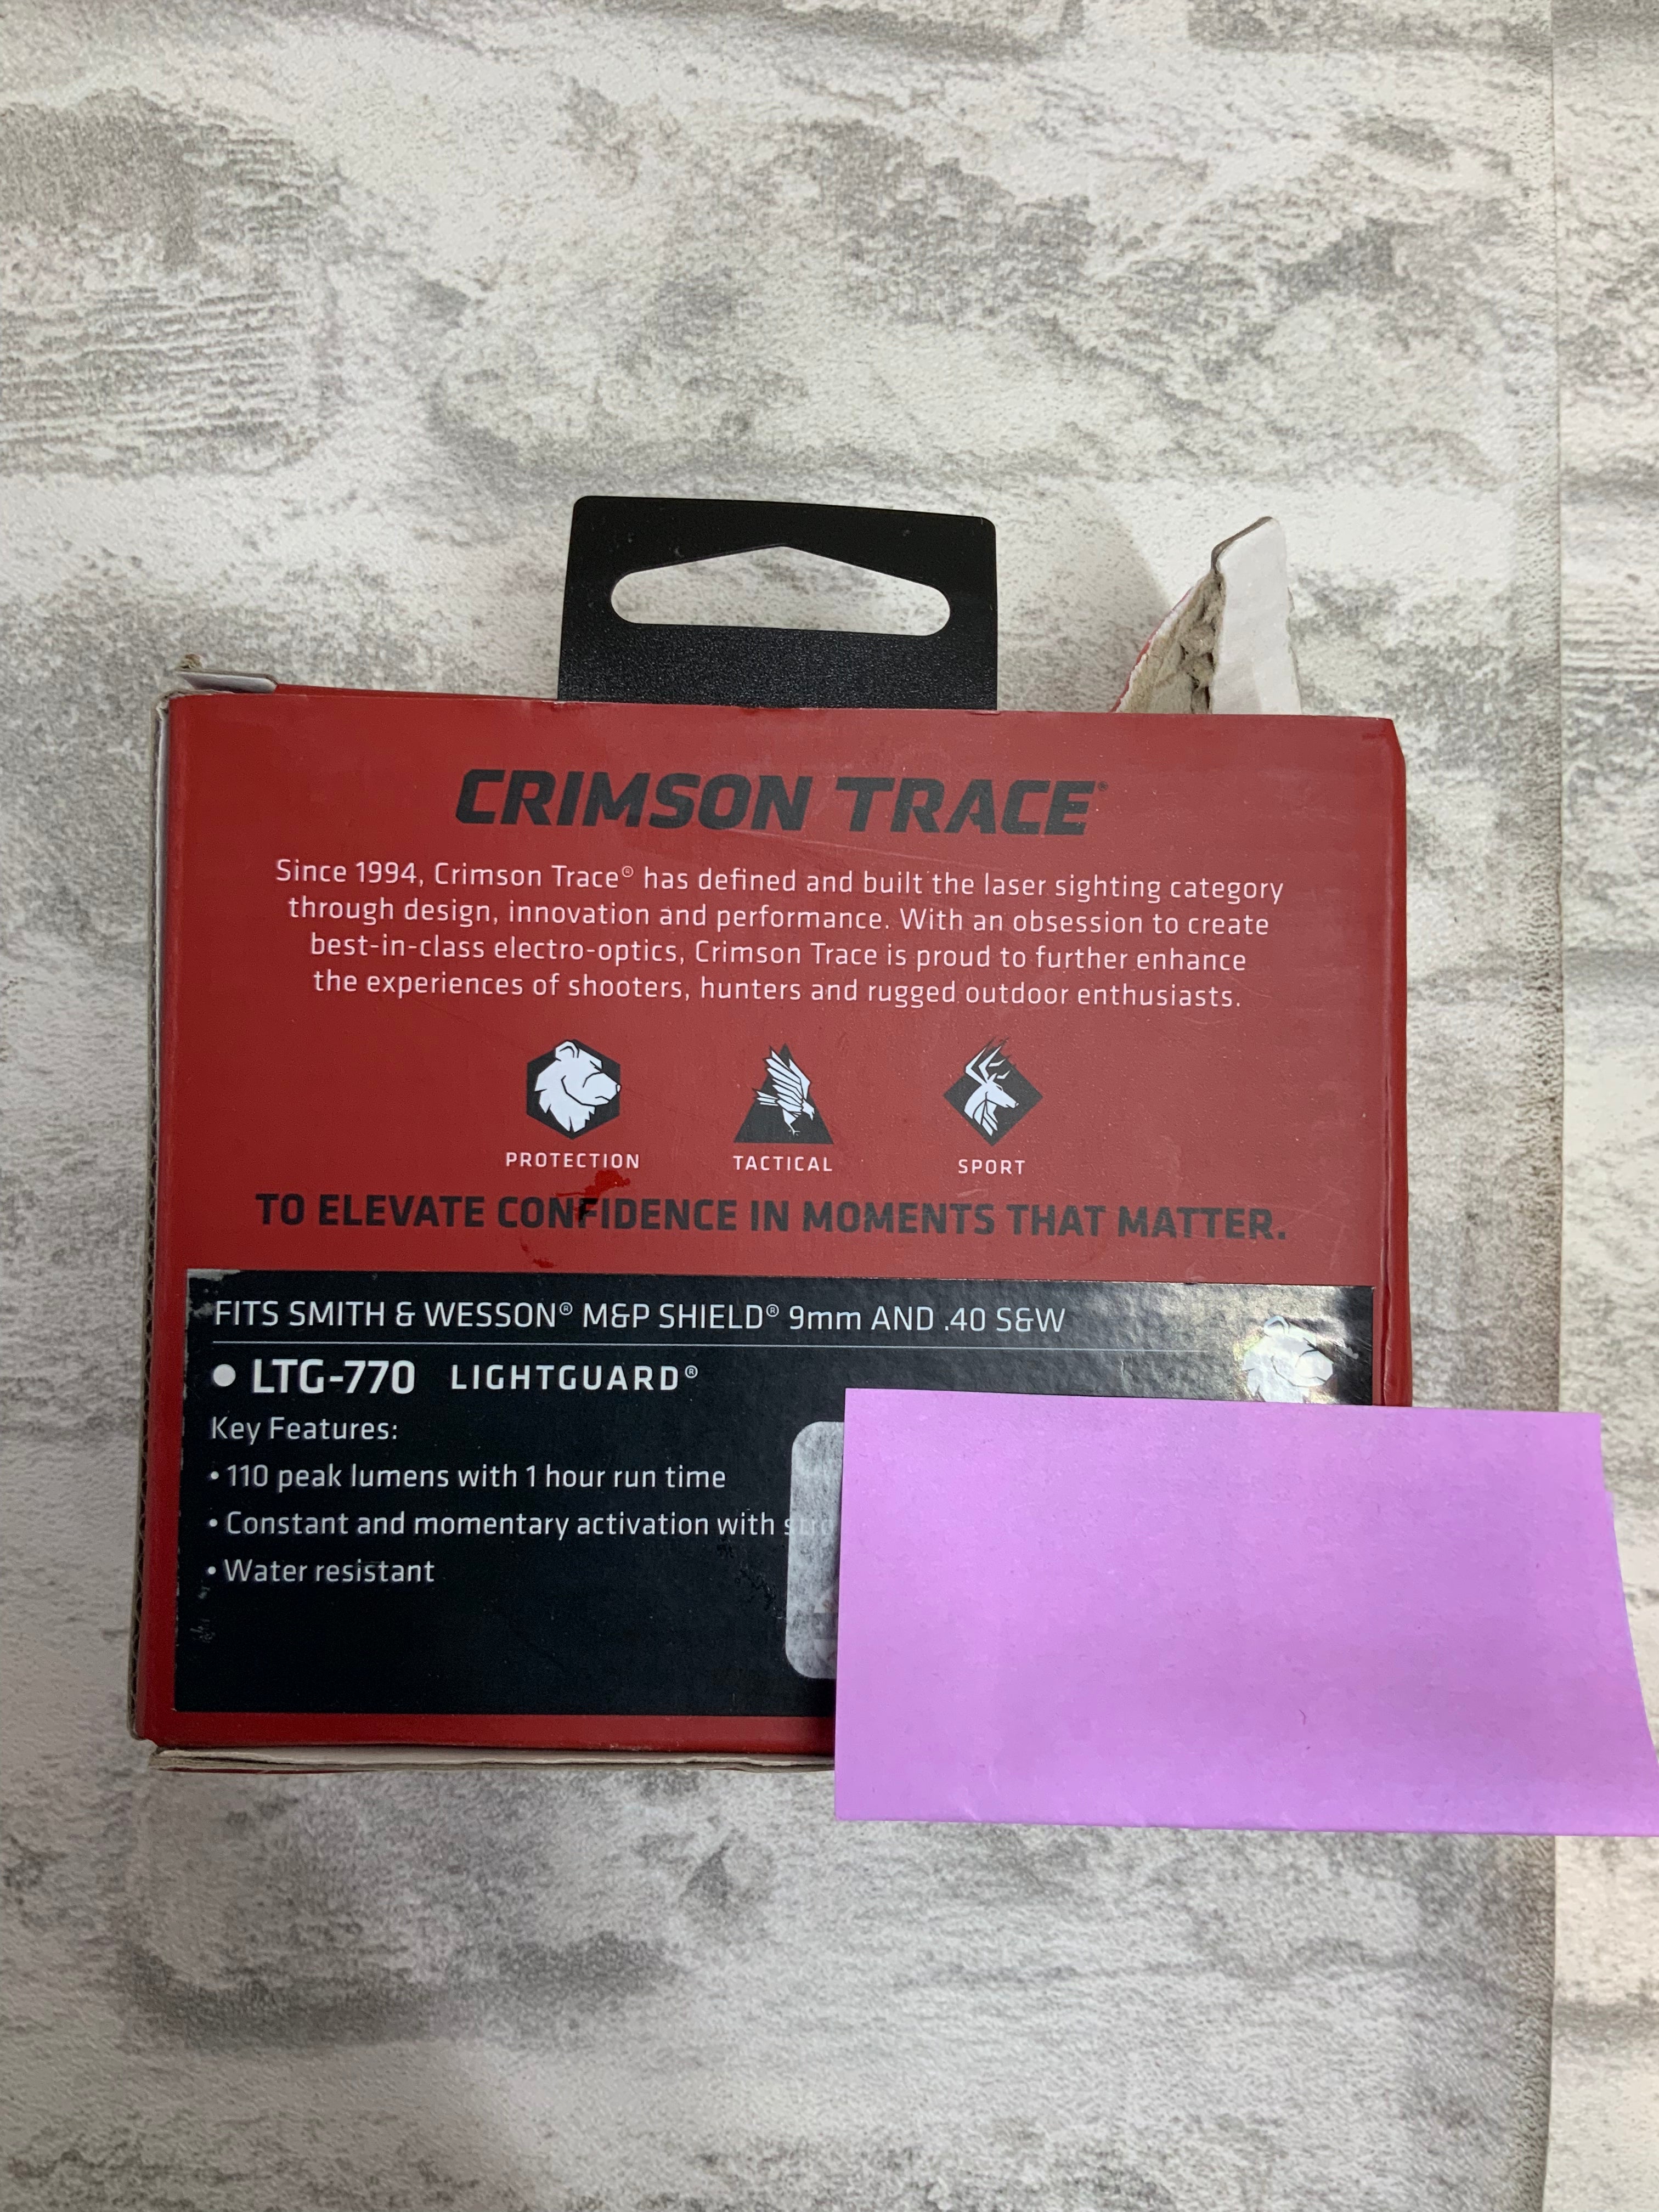 CRIMSON TRACE®
Since 1994, Crimson Trace® has defined and built the laser sighting category
through design, innovation and performance. With an obsession to create
best-in-class electro-optics, Crimson Trace is proud to further enhance
the experiences of shooters, hunters and rugged outdoor enthusiasts.
PROTECTION TACTICAL SPORT
TO ELEVATE CONFIDENCE IN MOMENTS THAT MATTER.
FITS SMITH & WESSON® M&P SHIELD® 9mm AND .40 S&W
• LTG-770 LIGHTGUARD®
Key Features:
• 110 peak lumens with 1 hour run time
• Constant and momentary activation with
• Water resistant